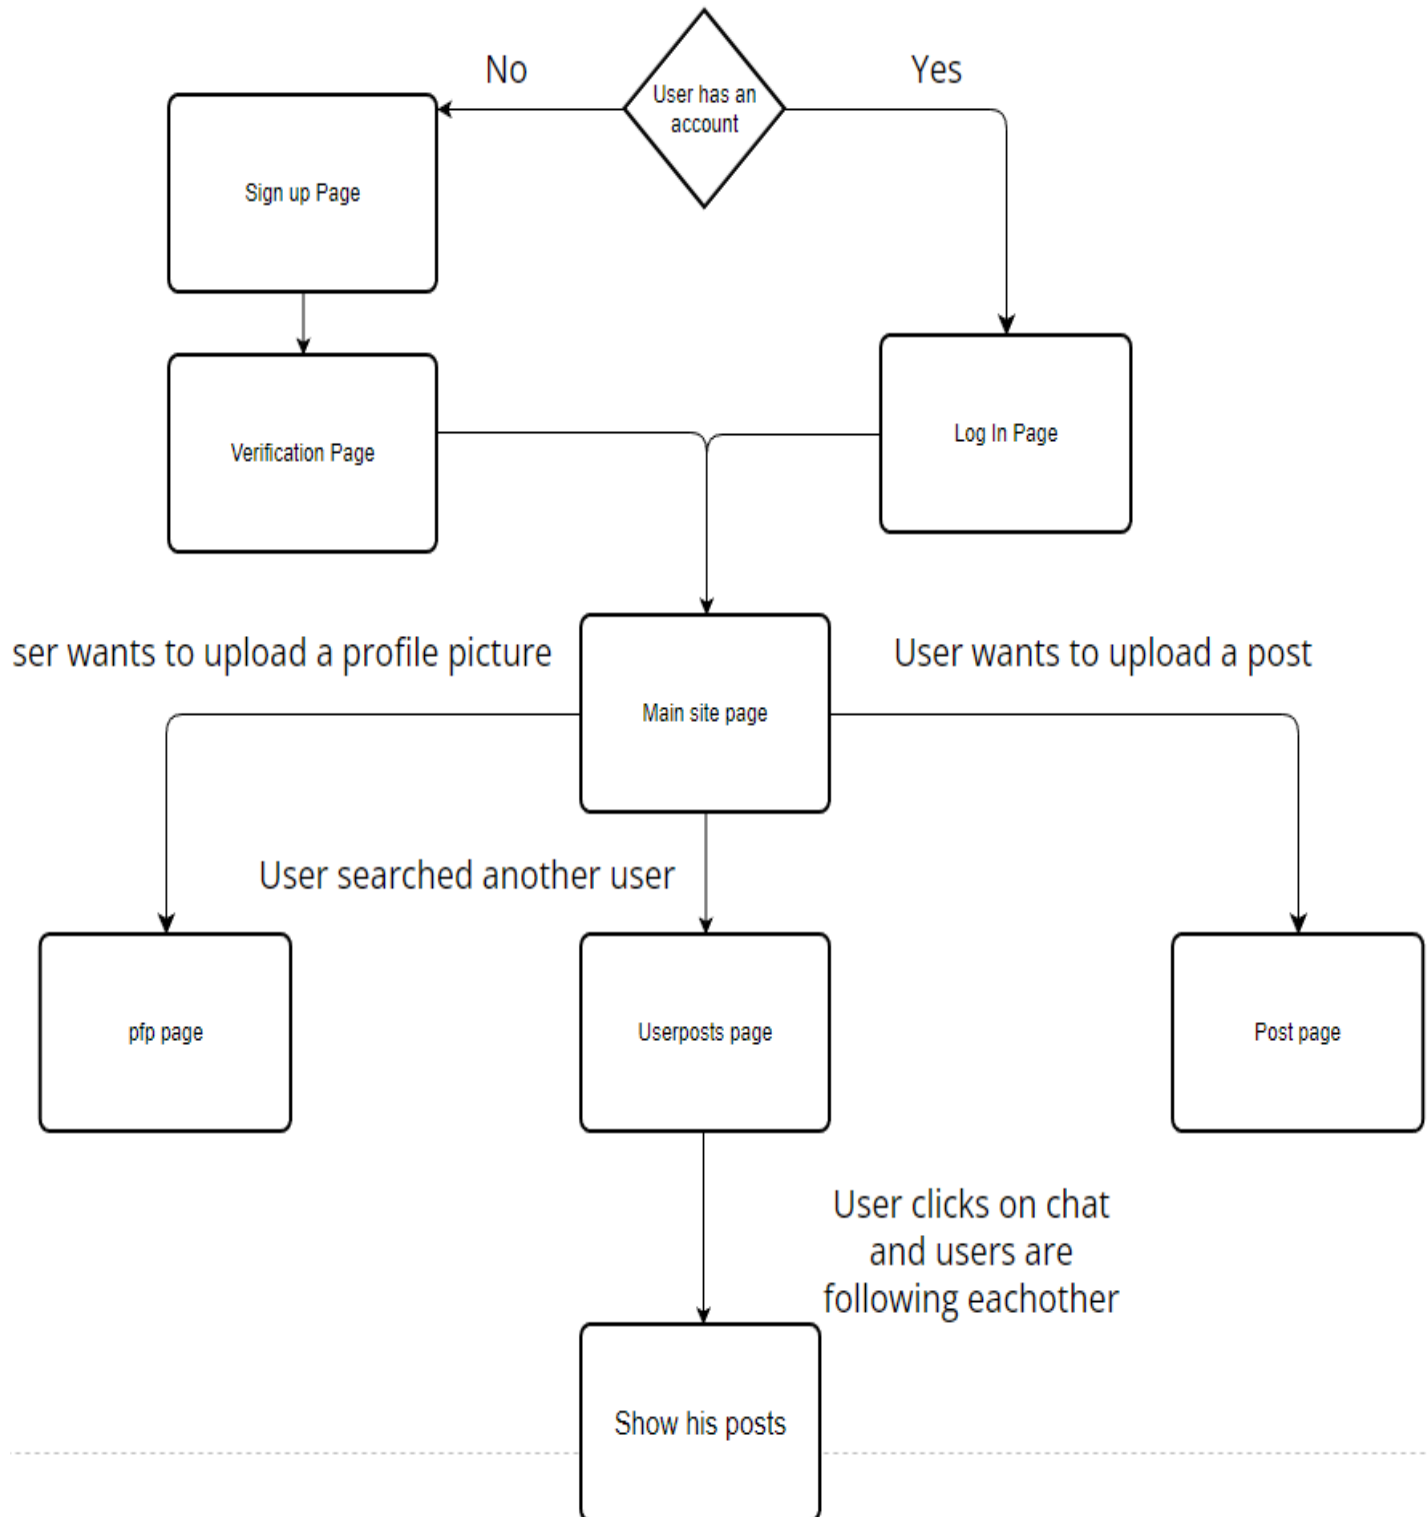 No
Yes
User has an
account
Sign up Page
Verification Page
Log In Page
ser wants to upload a profile picture
User wants to upload a post
Main site page
User searched another user
pfp page
Userposts page
Post page
User clicks on chat
and users are
following eachother
Show his posts